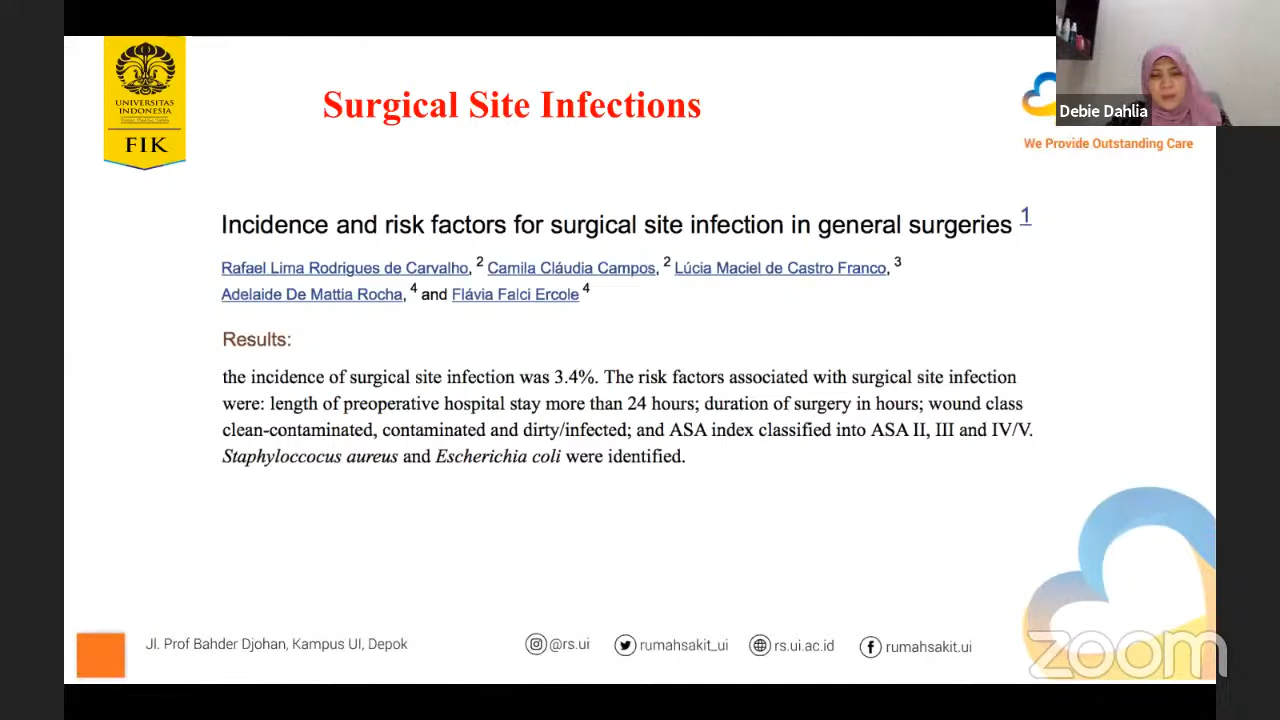 UNIVERSITAS
INDONESIA
FIK
Surgical Site Infections
Debie Dahlia
We Provide Outstanding Care
Incidence and risk factors for surgical site infection in general surgeries 1
Rafael Lima Rodrigues de Carvalho, 2 Camila Cláudia Campos, 2 Lúcia Maciel de Castro Franco, 3
Adelaide De Mattia Rocha, 4 and Flávia Falci Ercole 4
Results:
the incidence of surgical site infection was 3.4%. The risk factors associated with surgical site infection
were: length of preoperative hospital stay more than 24 hours; duration of surgery in hours; wound class
clean-contaminated, contaminated and dirty/infected; and ASA index classified into ASA II, III and IV/V.
Staphyloccocus aureus and Escherichia coli were identified.
Jl. Prof Bahder Djohan, Kampus UI, Depok
@rs.ui
rumahsakit_ui
rs.ui.ac.id
rumahsakit.ui
zoom